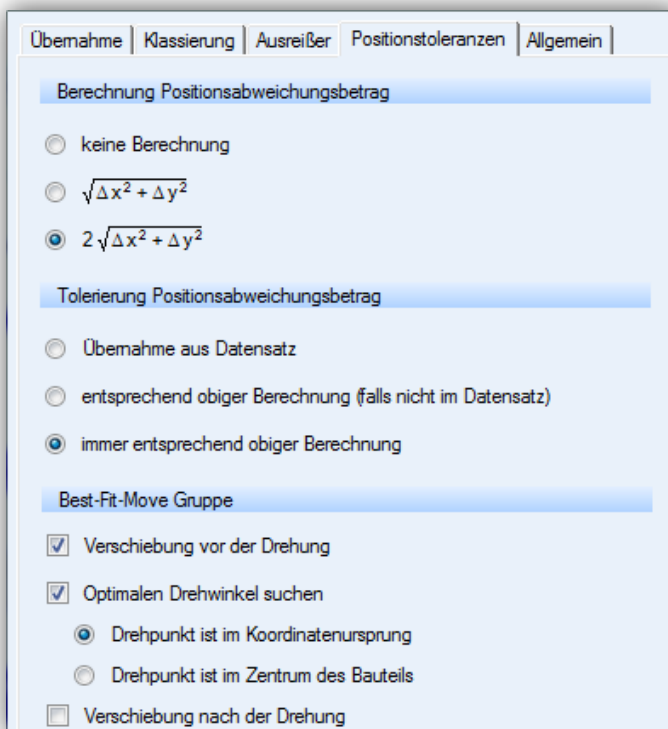 Übernahme Klassierung Ausreißer Positionstoleranzen Allgemein
Berechnung Positionsabweichungsbetrag
keine Berechnung
√Δx² + Δy²
2√Δx² + Δy²
Tolerierung Positionsabweichungsbetrag
Übernahme aus Datensatz
entsprechend obiger Berechnung (falls nicht im Datensatz)
immer entsprechend obiger Berechnung
Best-Fit-Move Gruppe
Verschiebung vor der Drehung
Optimalen Drehwinkel suchen
Drehpunkt ist im Koordinatenursprung
Drehpunkt ist im Zentrum des Bauteils
Verschiebung nach der Drehung